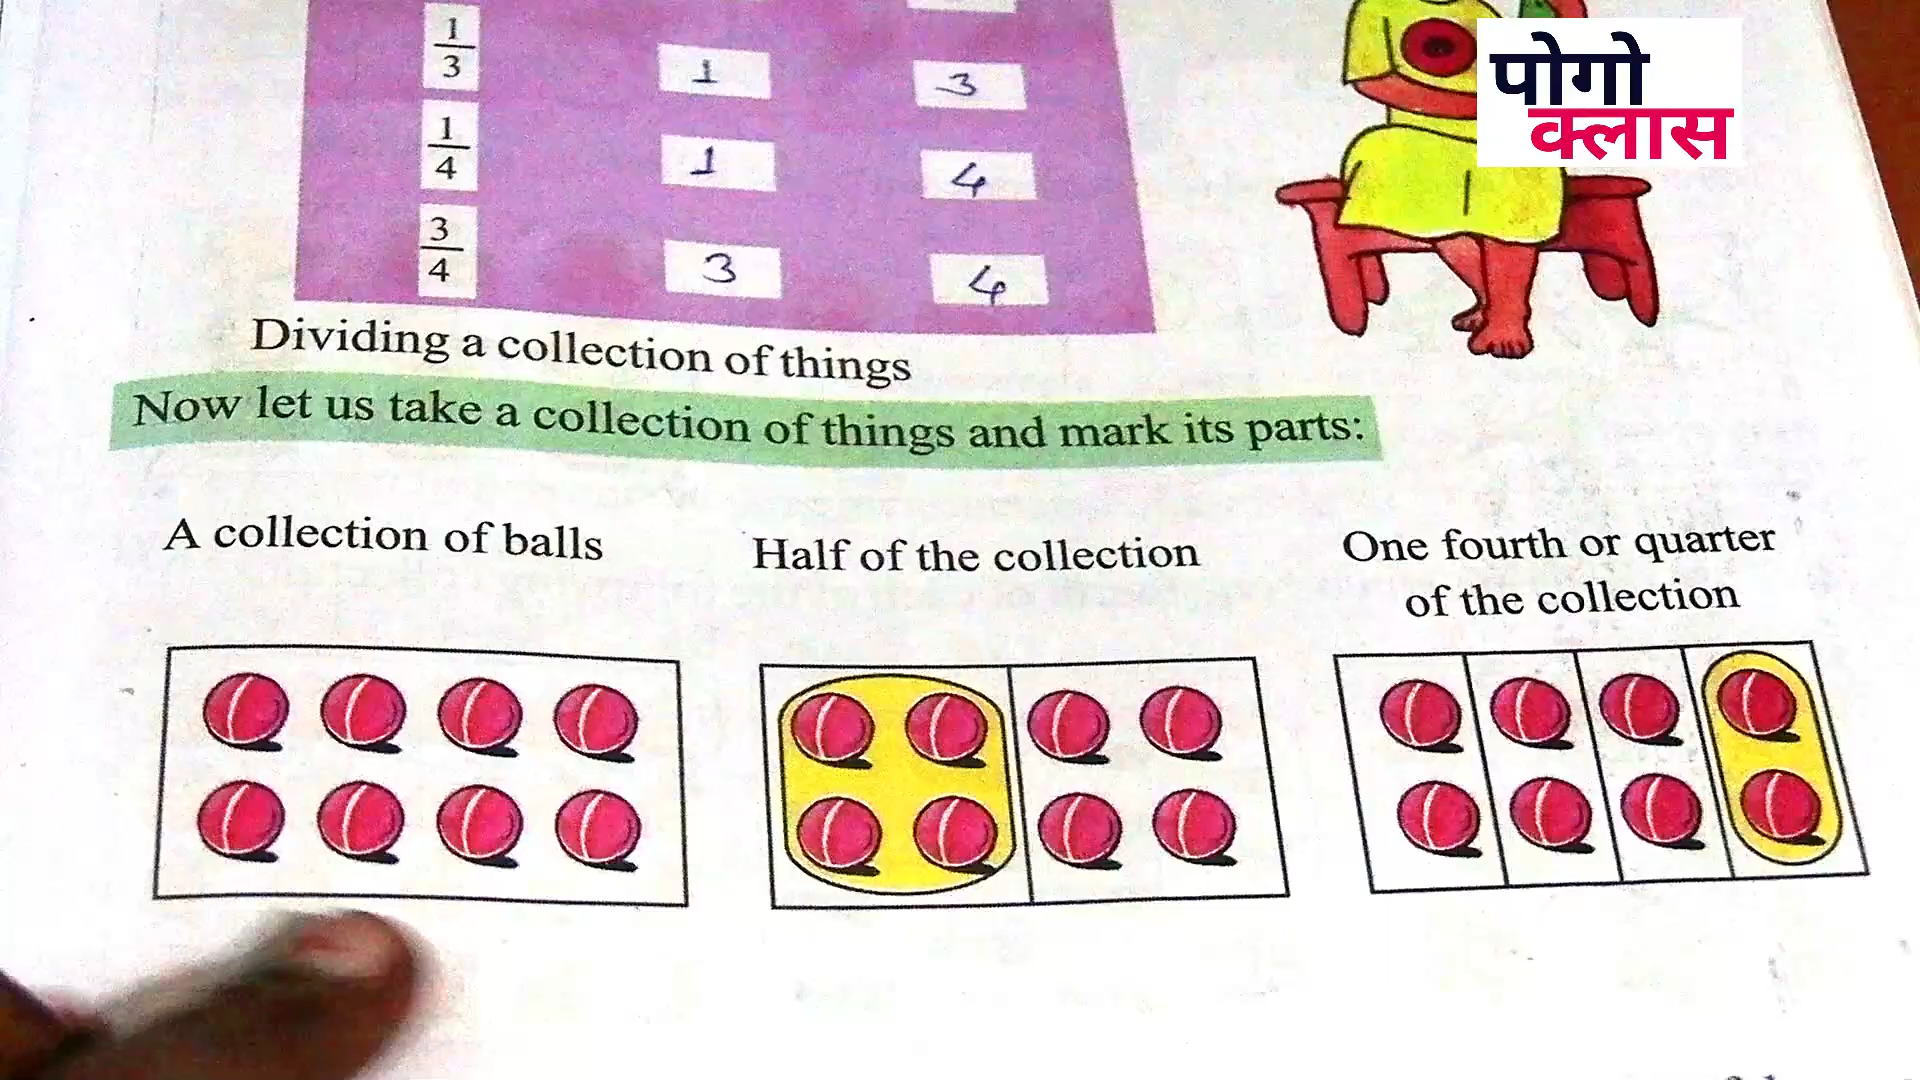 पोगो
क्लास
1/3 1 3
1/4 1 4
3/4 3 4
Dividing a collection of things
Now let us take a collection of things and mark its parts:
A collection of balls
Half of the collection
One fourth or quarter
of the collection